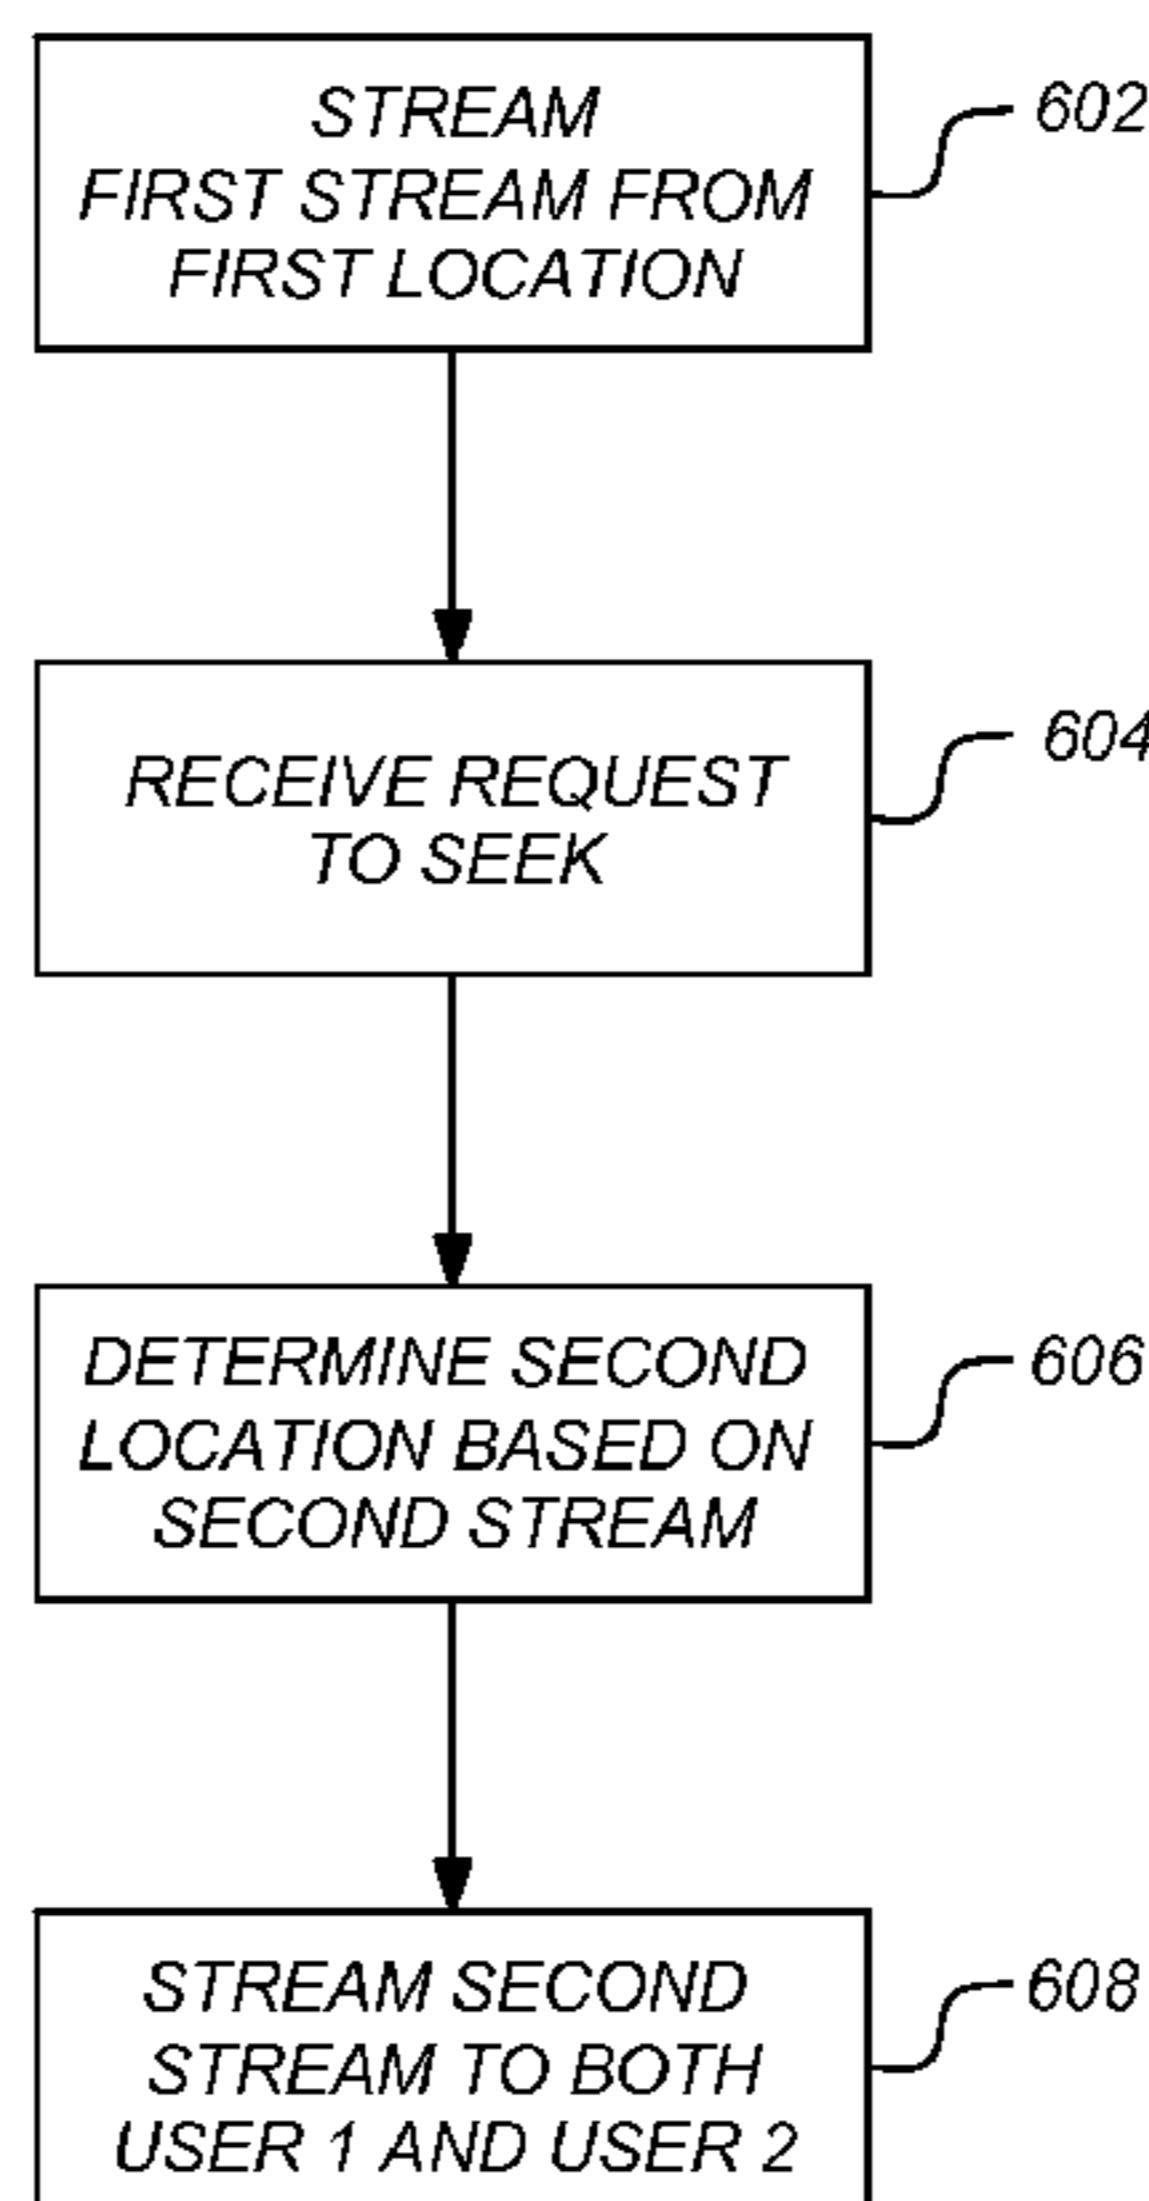 STREAM
FIRST STREAM FROM
FIRST LOCATION
602
RECEIVE REQUEST
TO SEEK
604
DETERMINE SECOND
LOCATION BASED ON
SECOND STREAM
606
STREAM SECOND
STREAM TO BOTH
USER 1 AND USER 2
608